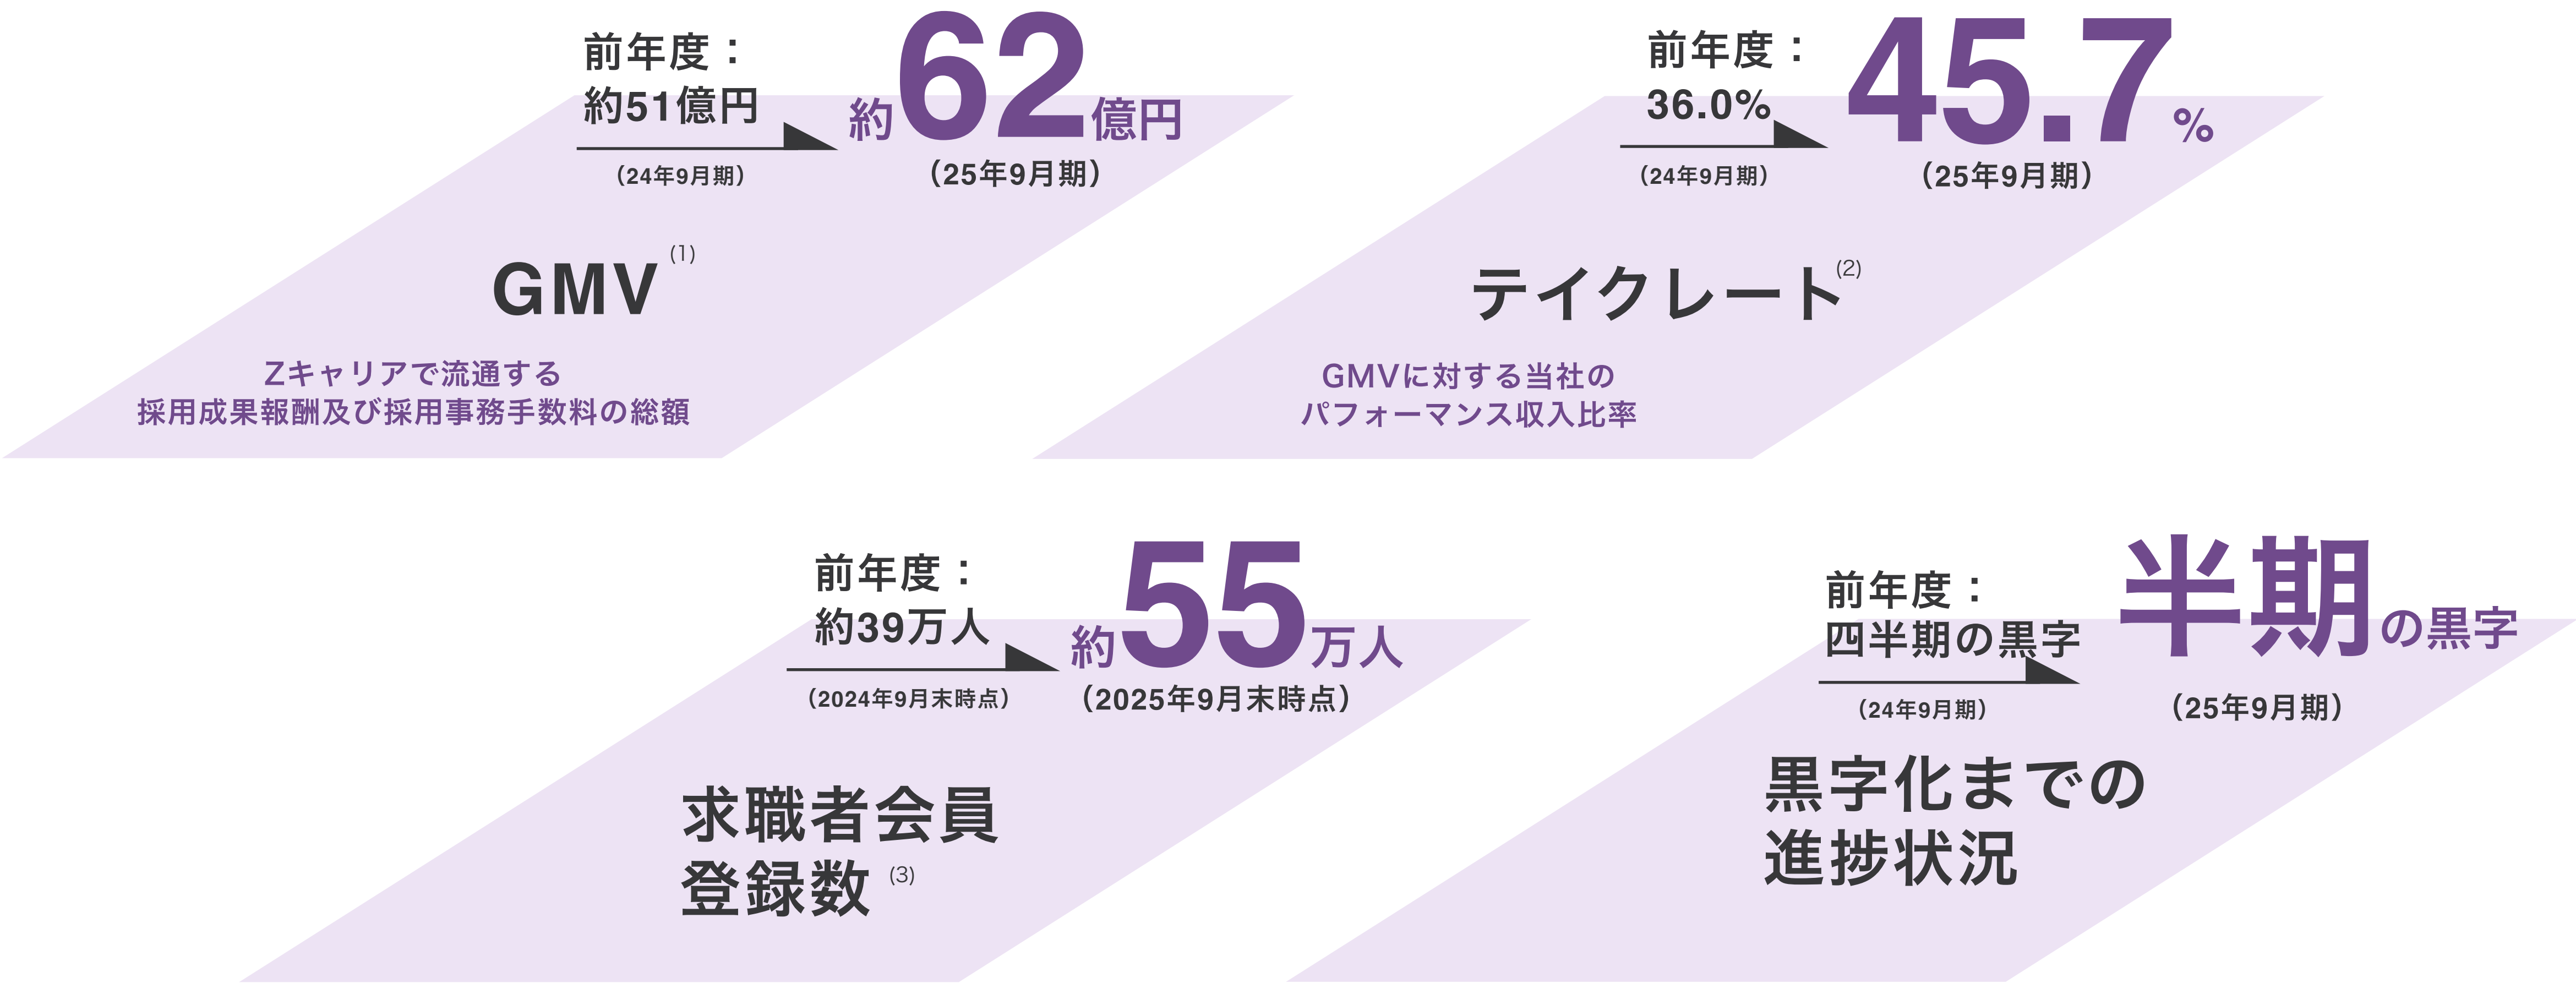 前年度：
約51億円
（24年9月期）
約62億円
（25年9月期）
GMV (1)
Zキャリアで流通する
採用成果報酬及び採用事務手数料の総額
前年度：
36.0%
（24年9月期）
45.7%
（25年9月期）
テイクレート(2)
GMVに対する当社の
パフォーマンス収入比率
前年度：
約39万人
（2024年9月末時点）
約55万人
（2025年9月末時点）
求職者会員
登録数 (3)
前年度：
四半期の黒字
（24年9月期）
半期の黒字
（25年9月期）
黒字化までの
進捗状況